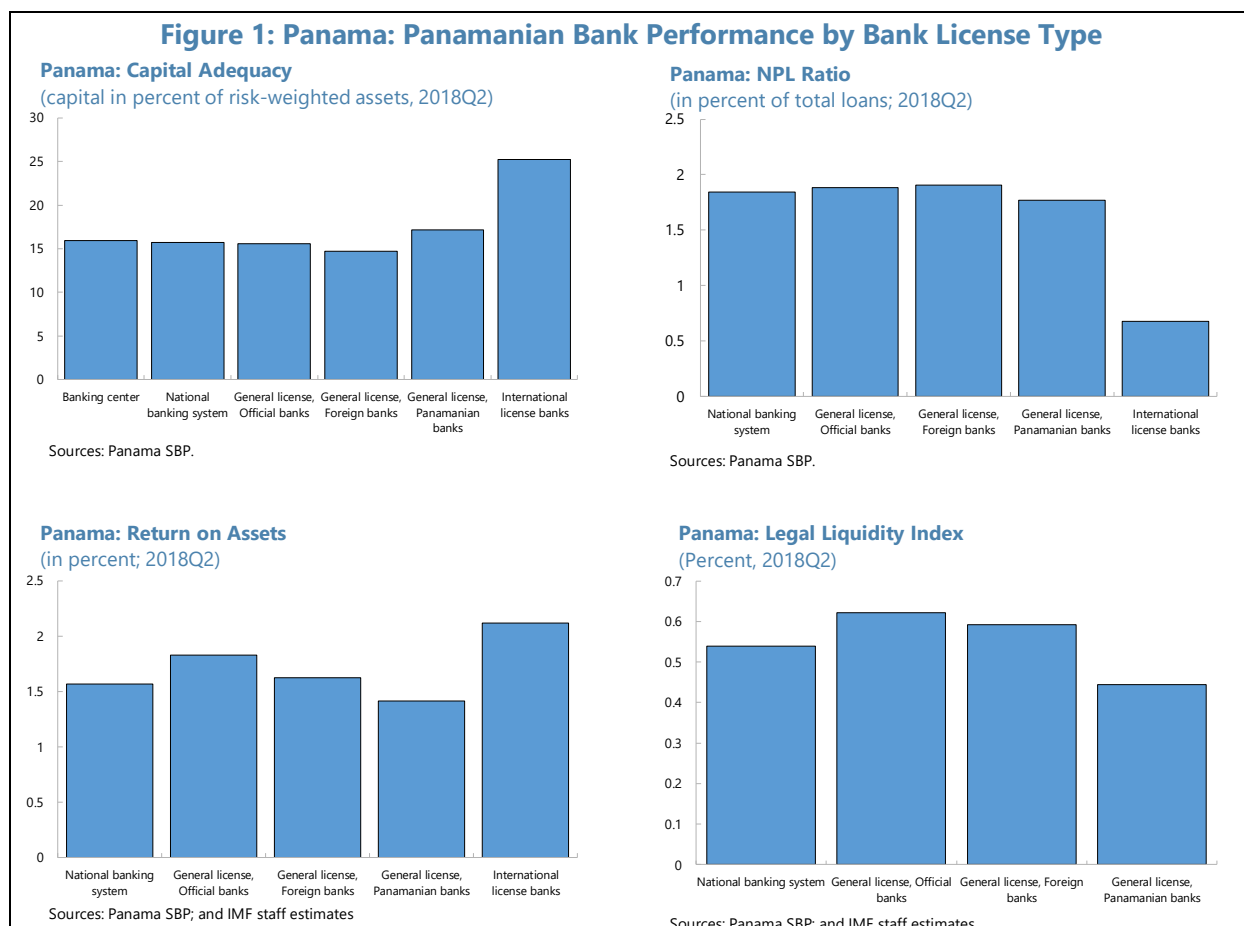 Figure 1: Panama: Panamanian Bank Performance by Bank License Type
Panama: Capital Adequacy
(capital in percent of risk-weighted assets, 2018Q2)
30
25
20
15
10
5
0
Banking center
National
banking system
General license,
Official banks
General license,
Foreign banks
General license,
Panamanian
banks
International
license banks
Sources: Panama SBP.
Panama: NPL Ratio
(in percent of total loans; 2018Q2)
2.5
2
1.5
1
0.5
0
National banking
system
General license,
Official banks
General license,
Foreign banks
General license,
Panamanian banks
International
license banks
Sources: Panama SBP.
Panama: Return on Assets
(in percent; 2018Q2)
2.5
2
1.5
1
0.5
0
National banking
system
General license,
Official banks
General license,
Foreign banks
General license,
Panamanian banks
International
license banks
Sources: Panama SBP; and IMF staff estimates
Panama: Legal Liquidity Index
(Percent, 2018Q2)
0.7
0.6
0.5
0.4
0.3
0.2
0.1
0
National banking system
General license, Official
banks
General license, Foreign
banks
General license,
Panamanian banks
Sources: Panama SBP; and IMF staff estimates